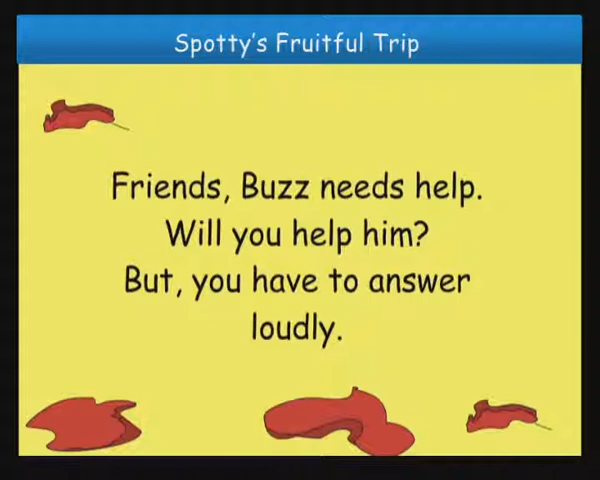 Spotty's Fruitful Trip
Friends, Buzz needs help.
Will you help him?
But, you have to answer
loudly.